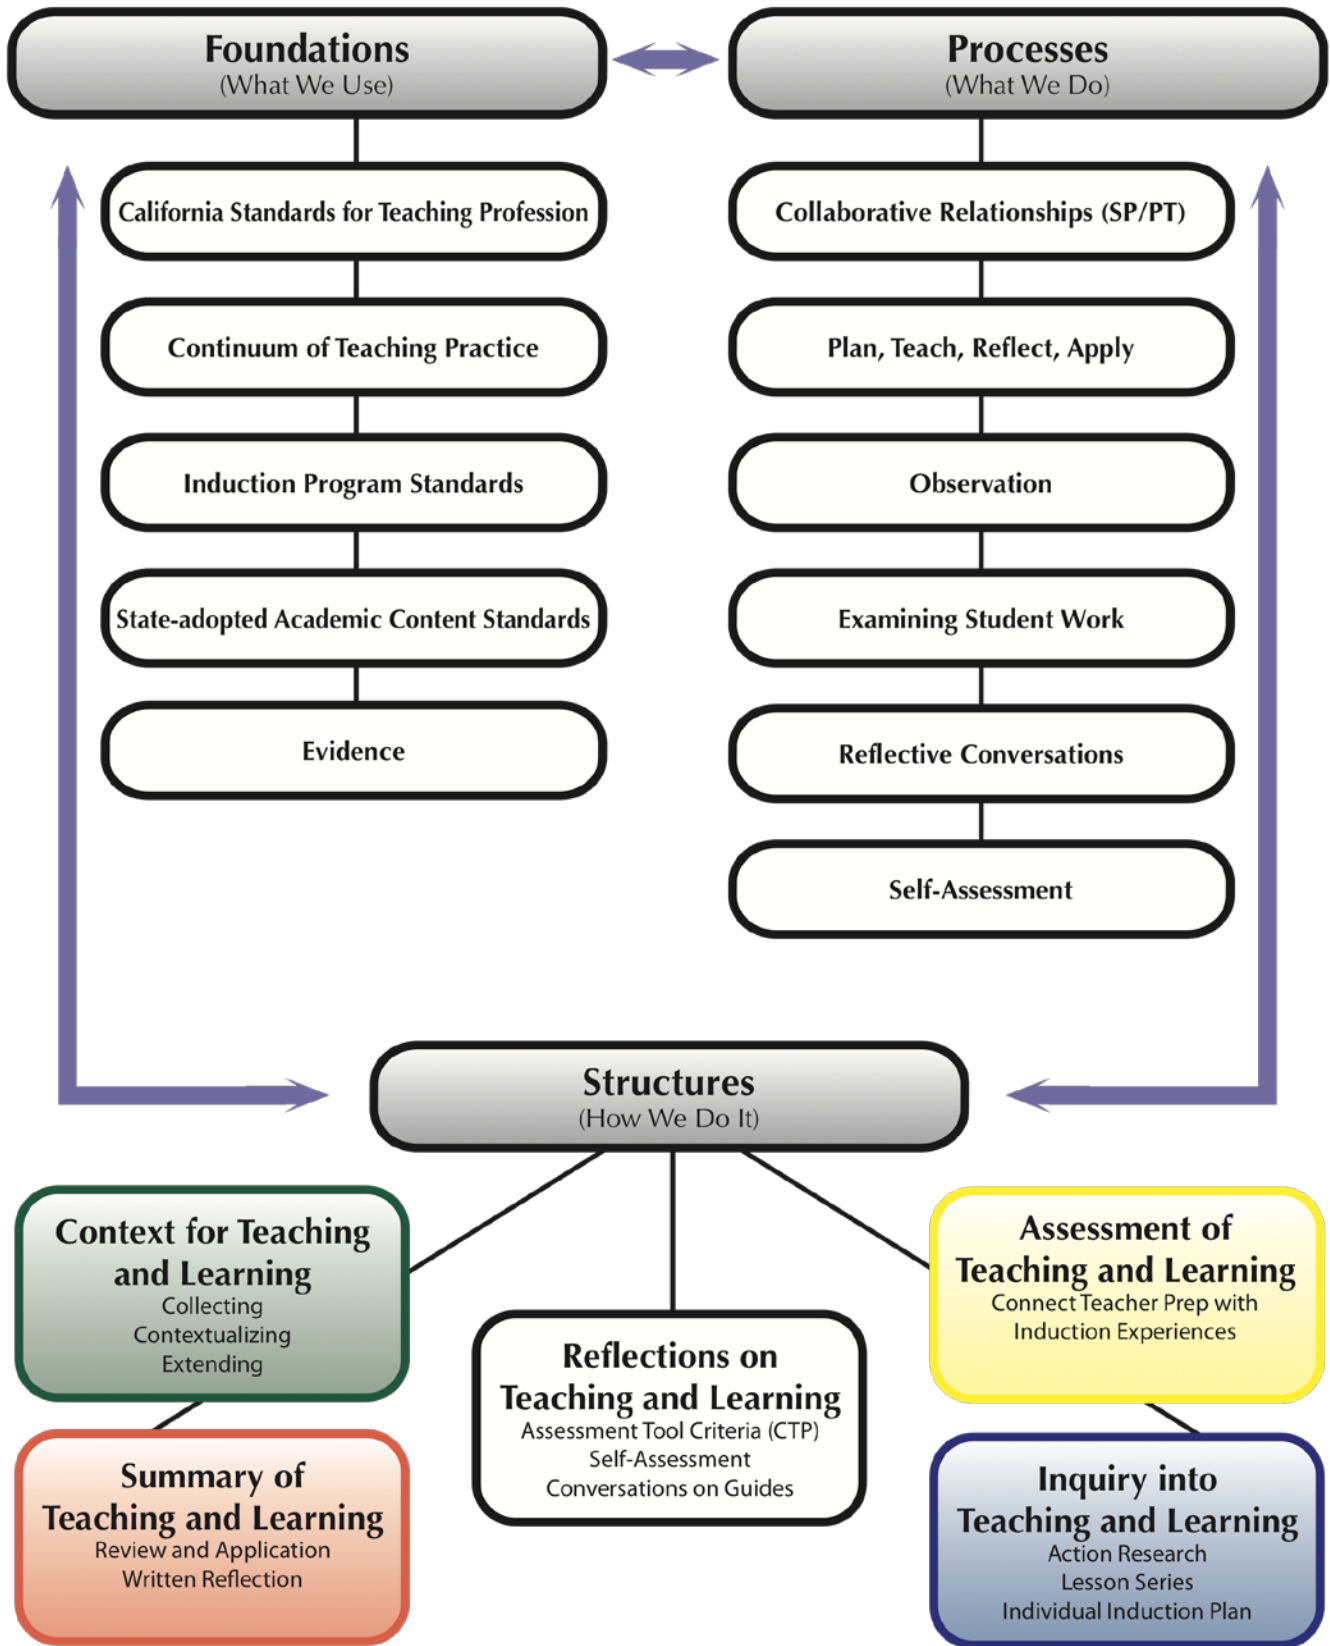 Foundations
(What We Use)
Processes
(What We Do)
California Standards for Teaching Profession
Continuum of Teaching Practice
Induction Program Standards
State-adopted Academic Content Standards
Evidence
Collaborative Relationships (SP/PT)
Plan, Teach, Reflect, Apply
Observation
Examining Student Work
Reflective Conversations
Self-Assessment
Structures
(How We Do It)
Context for Teaching
and Learning
Collecting
Contextualizing
Extending
Summary of
Teaching and Learning
Review and Application
Written Reflection
Reflections on
Teaching and Learning
Assessment Tool Criteria (CTP)
Self-Assessment
Conversations on Guides
Assessment of
Teaching and Learning
Connect Teacher Prep with
Induction Experiences
Inquiry into
Teaching and Learning
Action Research
Lesson Series
Individual Induction Plan